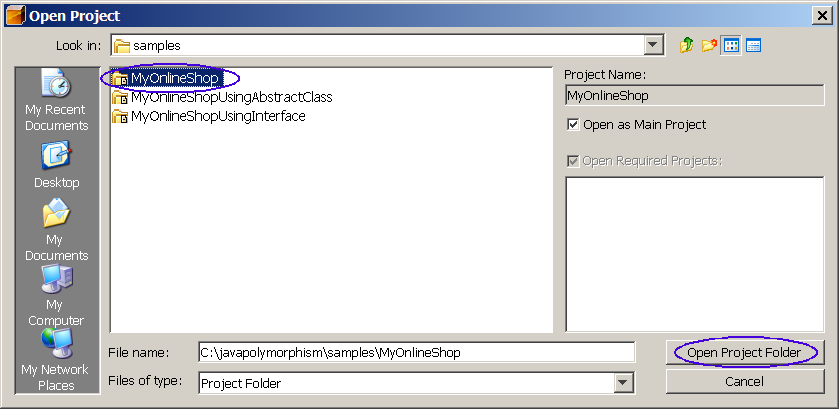 Open Project
Look in:
samples
My Recent
Documents
Desktop
My
Documents
My
Computer
My Network
Places
MyOnlineShop
MyOnlineShopUsingAbstractClass
MyOnlineShopUsingInterface
Project Name:
MyOnlineShop
Open as Main Project
Open Required Projects:
File name:
C:\javapolymorphism\samples\MyOnlineShop
Open Project Folder
Files of type:
Project Folder
Cancel